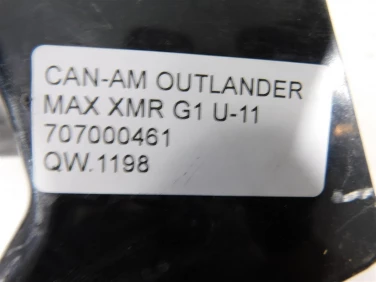 CAN-AM OUTLANDER
MAX XMR G1 U-11
707000461
QW.1198